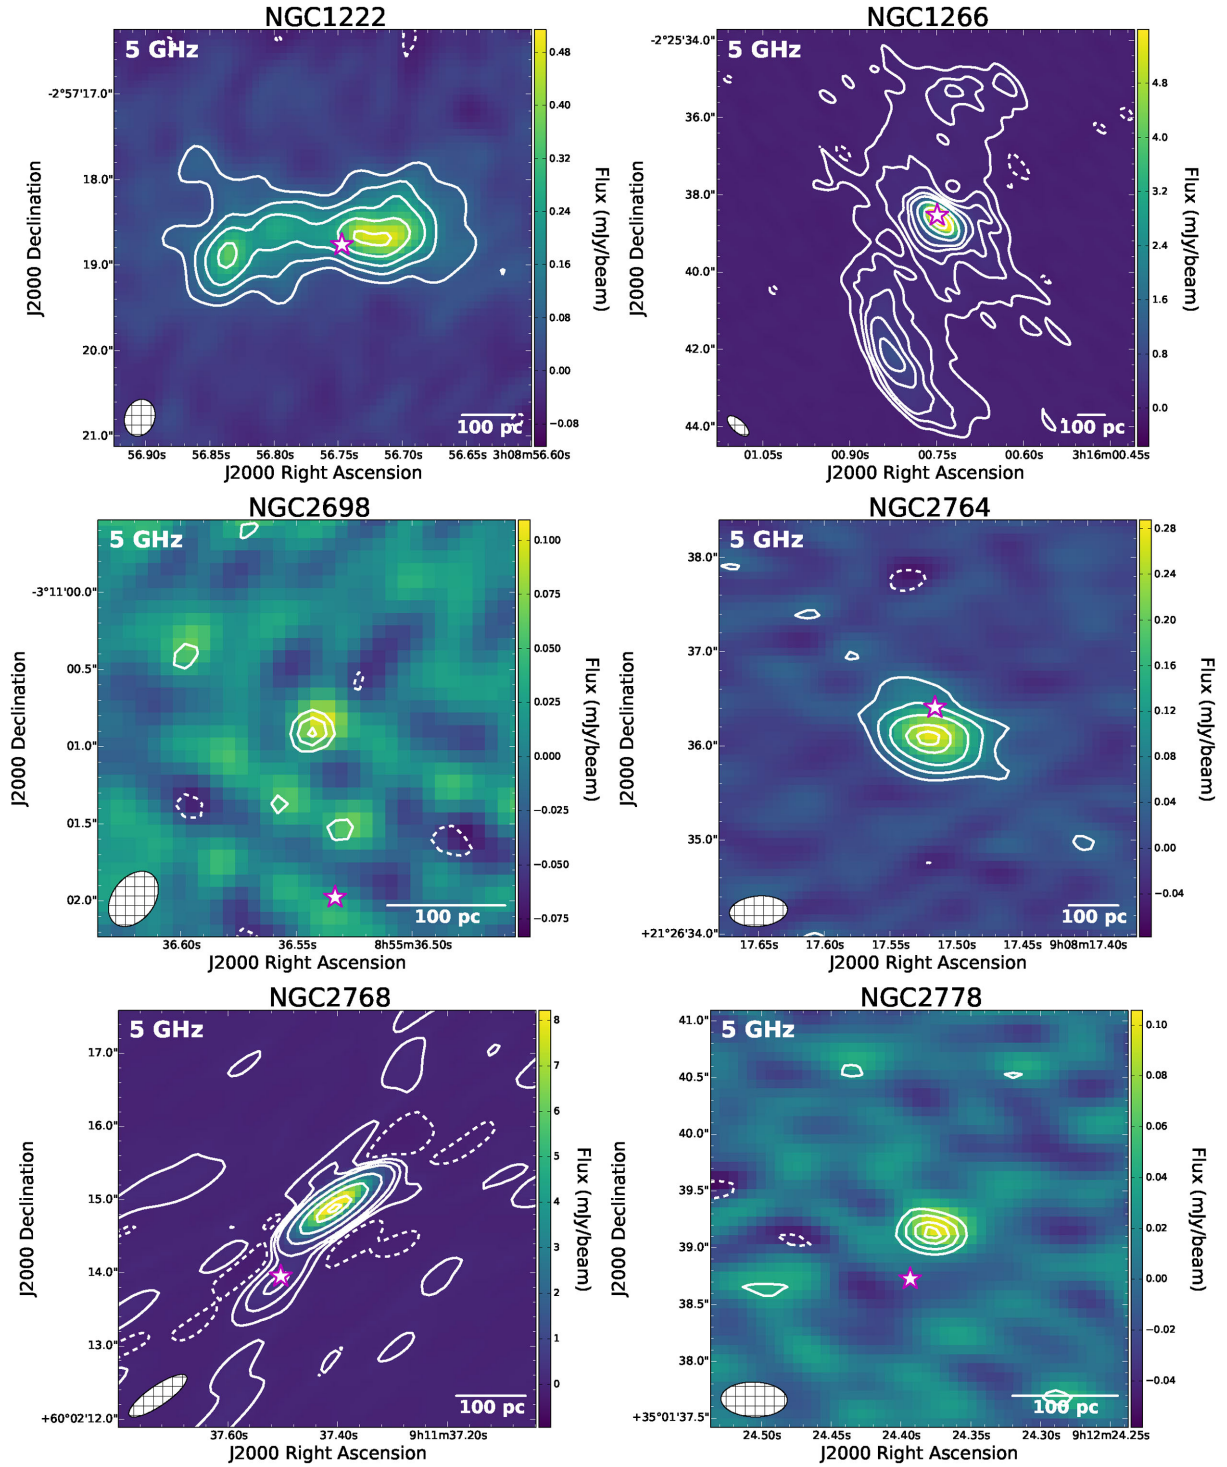 NGC1222
5 GHz
-2°57'17.0"
18.0"
19.0"
20.0"
21.0"
J2000 Declination
56.90s 56.85s 56.80s 56.75s 56.70s 56.65s 3h08m56.60s
J2000 Right Ascension
100 pc
0.48
0.40
0.32
0.24
0.16
0.08
0.00
−0.08
Flux (mJy/beam)
NGC1266
5 GHz
-2°25'34.0"
36.0"
38.0"
40.0"
42.0"
44.0"
J2000 Declination
01.05s 00.90s 00.75s 00.60s 3h16m00.45s
J2000 Right Ascension
100 pc
4.8
4.0
3.2
2.4
1.6
0.8
0.0
Flux (mJy/beam)
NGC2698
5 GHz
-3°11'00.0"
00.5"
01.0"
01.5"
02.0"
J2000 Declination
36.60s 36.55s 8h55m36.50s
J2000 Right Ascension
100 pc
0.100
0.075
0.050
0.025
0.000
−0.025
−0.050
−0.075
Flux (mJy/beam)
NGC2764
5 GHz
38.0"
37.0"
36.0"
35.0"
+21°26'34.0"
J2000 Declination
17.65s 17.60s 17.55s 17.50s 17.45s 9h08m17.40s
J2000 Right Ascension
100 pc
0.28
0.24
0.20
0.16
0.12
0.08
0.04
0.00
−0.04
Flux (mJy/beam)
NGC2768
5 GHz
17.0"
16.0"
15.0"
14.0"
13.0"
+60°02'12.0"
J2000 Declination
37.60s 37.40s 9h11m37.20s
J2000 Right Ascension
100 pc
8
7
6
5
4
3
2
1
0
Flux (mJy/beam)
NGC2778
5 GHz
41.0"
40.5"
40.0"
39.5"
39.0"
38.5"
38.0"
+35°01'37.5"
J2000 Declination
24.50s 24.45s 24.40s 24.35s 24.30s 9h12m24.25s
J2000 Right Ascension
100 pc
0.10
0.08
0.06
0.04
0.02
0.00
−0.02
−0.04
Flux (mJy/beam)